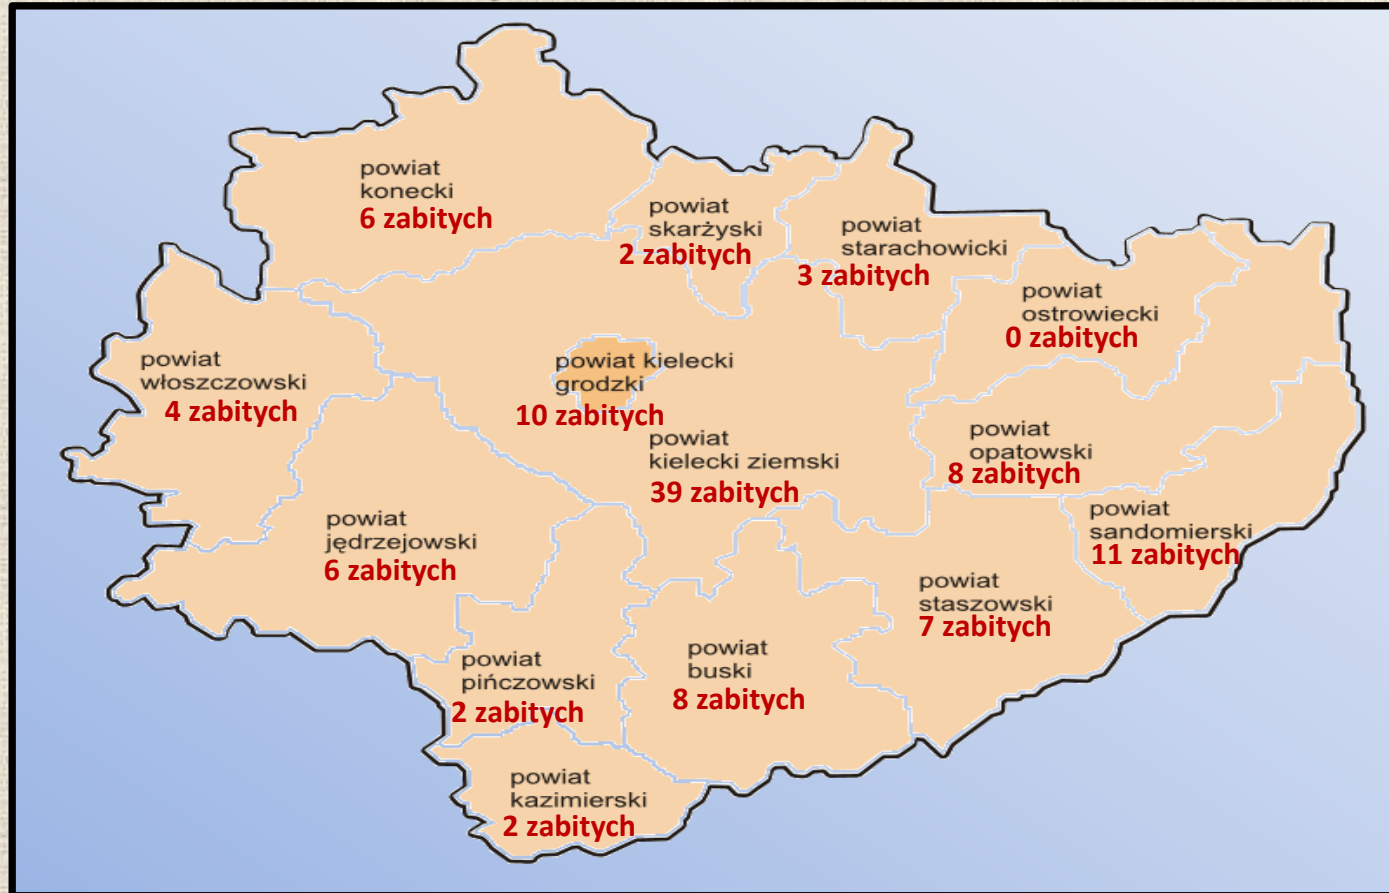 powiat
konecki
6 zabitych
powiat
skarżyski
2 zabitych
powiat
starachowicki
3 zabitych
powiat
ostrowiecki
0 zabitych
powiat
włoszczowski
4 zabitych
powiat kielecki
grodzki
10 zabitych
powiat
kielecki ziemski
39 zabitych
powiat
opatowski
8 zabitych
powiat
sandomierski
11 zabitych
powiat
jędrzejowski
6 zabitych
powiat
staszowski
7 zabitych
powiat
pińczowski
2 zabitych
powiat
buski
8 zabitych
powiat
kazimierski
2 zabitych